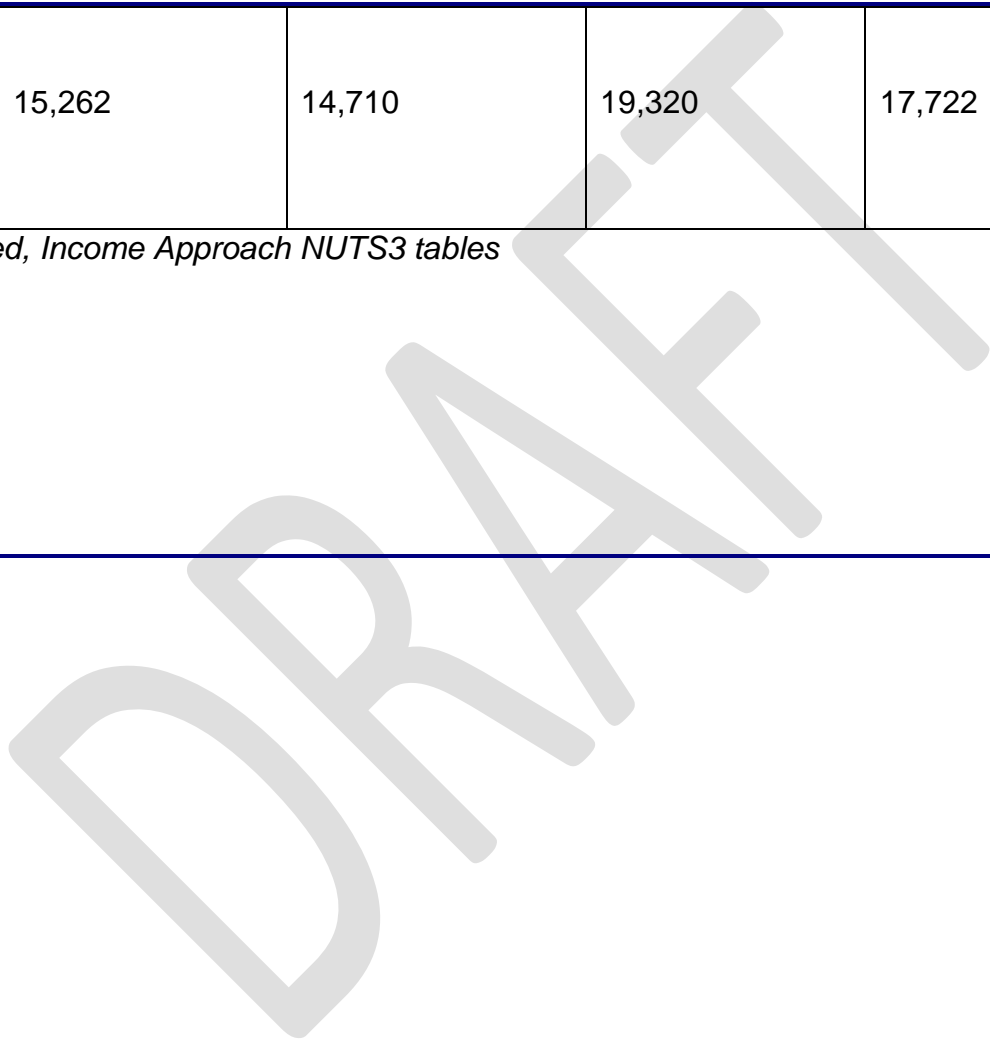 15,262 14,710 19,320 17,722
ed, Income Approach NUTS3 tables
DRAFT